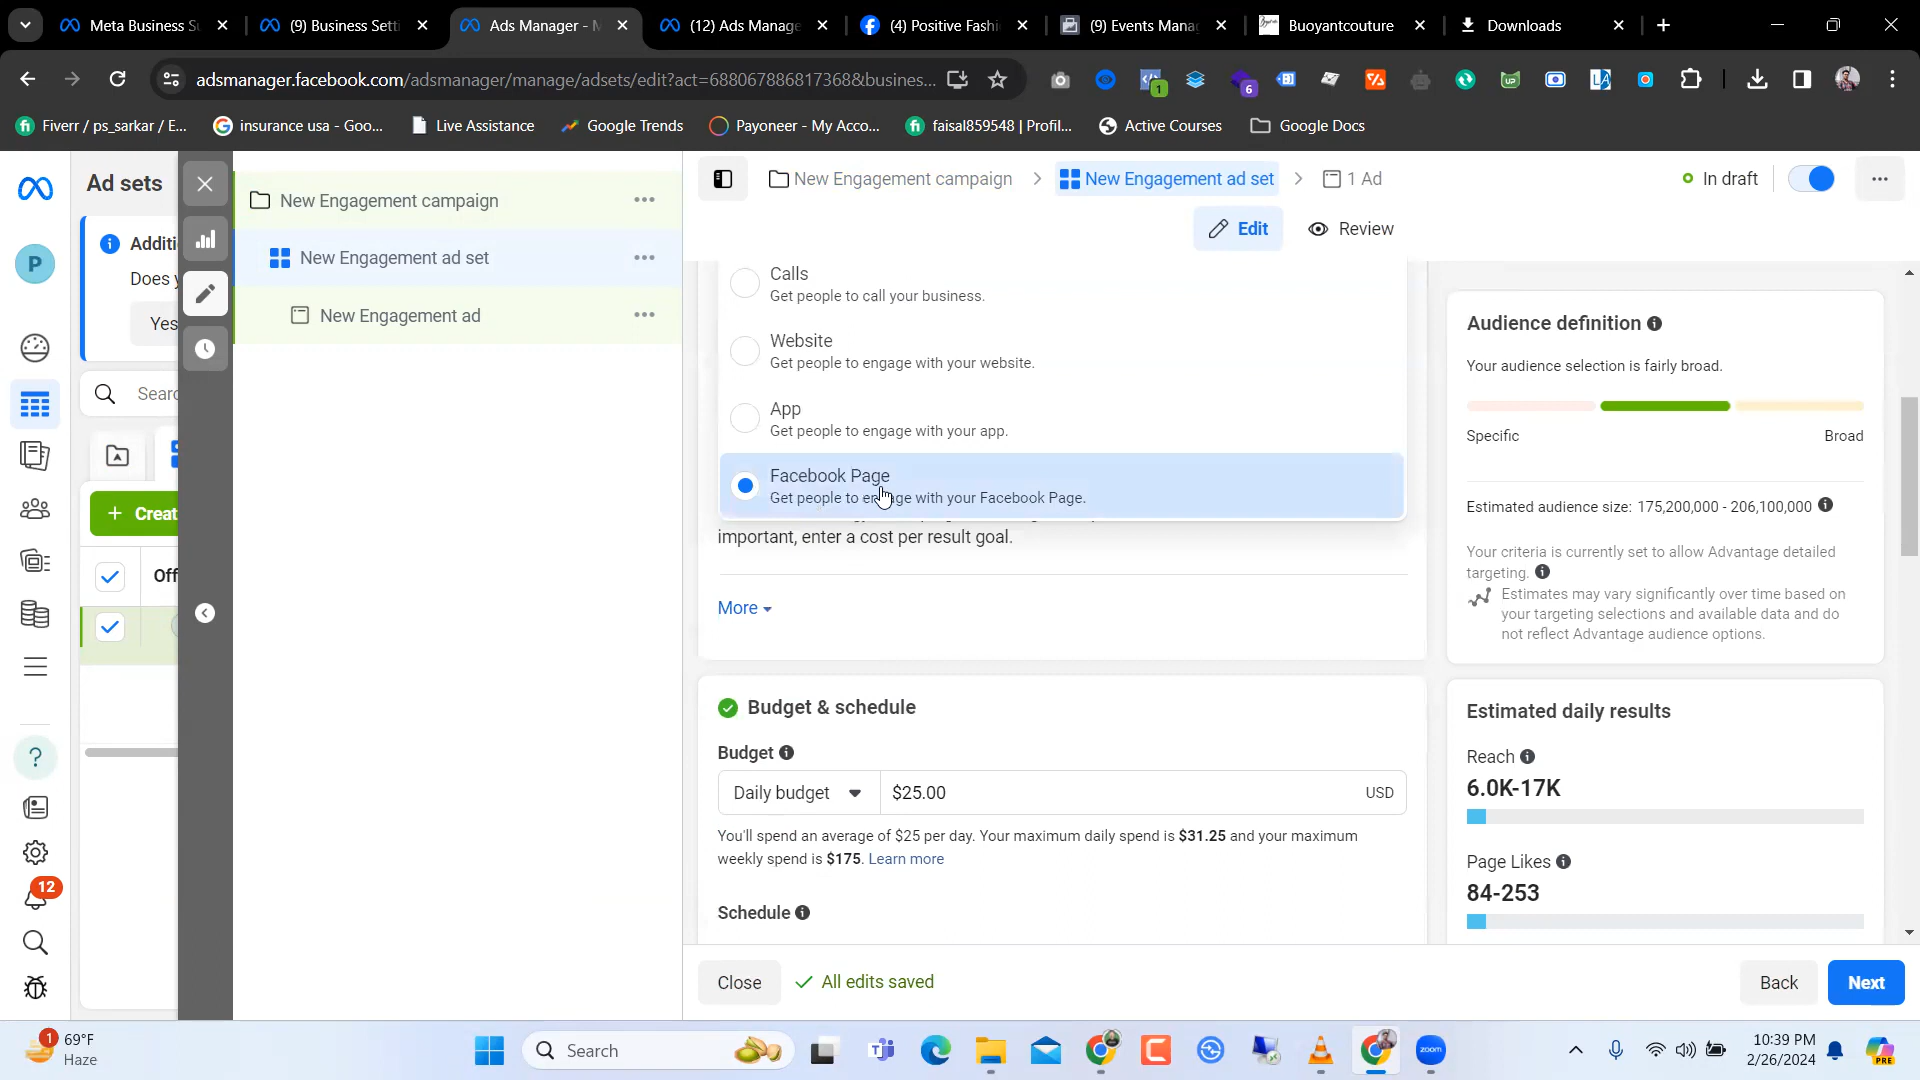 Meta Business Su
(9) Business Setti
Ads Manager - M
(12) Ads Manage
(4) Positive Fashi
(9) Events Manag
Buoyantcouture
Downloads
adsmanager.facebook.com/adsmanager/manage/adsets/edit?act=688067886817368&busines...
1
6
Fiverr / ps_sarkar / E...
insurance usa - Goo...
Live Assistance
Google Trends
Payoneer - My Acco...
faisal859548 | Profil...
Active Courses
Google Docs
Ad sets
New Engagement campaign
New Engagement ad set
1 Ad
In draft
Edit
Review
New Engagement campaign
New Engagement ad set
New Engagement ad
P
Additi
Does y
Yes
Searc
Creat
Off
Calls
Get people to call your business.
Website
Get people to engage with your website.
App
Get people to engage with your app.
Facebook Page
Get people to engage with your Facebook Page.
important, enter a cost per result goal.
More
Budget & schedule
Budget
Daily budget
$25.00
USD
You'll spend an average of $25 per day. Your maximum daily spend is $31.25 and your maximum
weekly spend is $175. Learn more
Schedule
Audience definition
Your audience selection is fairly broad.
Specific
Broad
Estimated audience size: 175,200,000 - 206,100,000
Your criteria is currently set to allow Advantage detailed
targeting.
Estimates may vary significantly over time based on
your targeting selections and available data and do
not reflect Advantage audience options.
Estimated daily results
Reach
6.0K-17K
Page Likes
84-253
12
Close
All edits saved
Back
Next
1
69°F
Haze
Search
zoom
10:39 PM
2/26/2024
PRE